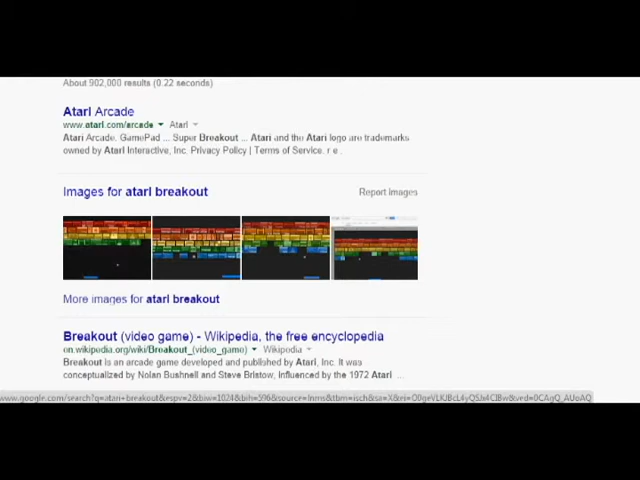 About 902,000 results (0.22 seconds)
Atari Arcade
www.atari.com/arcade Atari
Atari Arcade. GamePad ... Super Breakout ... Atari and the Atari logo are trademarks
owned by Atari Interactive, Inc. Privacy Policy | Terms of Service. r e .
Images for atari breakout
Report images
More images for atari breakout
Breakout (video game) - Wikipedia, the free encyclopedia
en.wikipedia.org/wiki/Breakout_(video_game) Wikipedia
Breakout is an arcade game developed and published by Atari, Inc. It was
conceptualized by Nolan Bushnell and Steve Bristow, influenced by the 1972 Atari ...